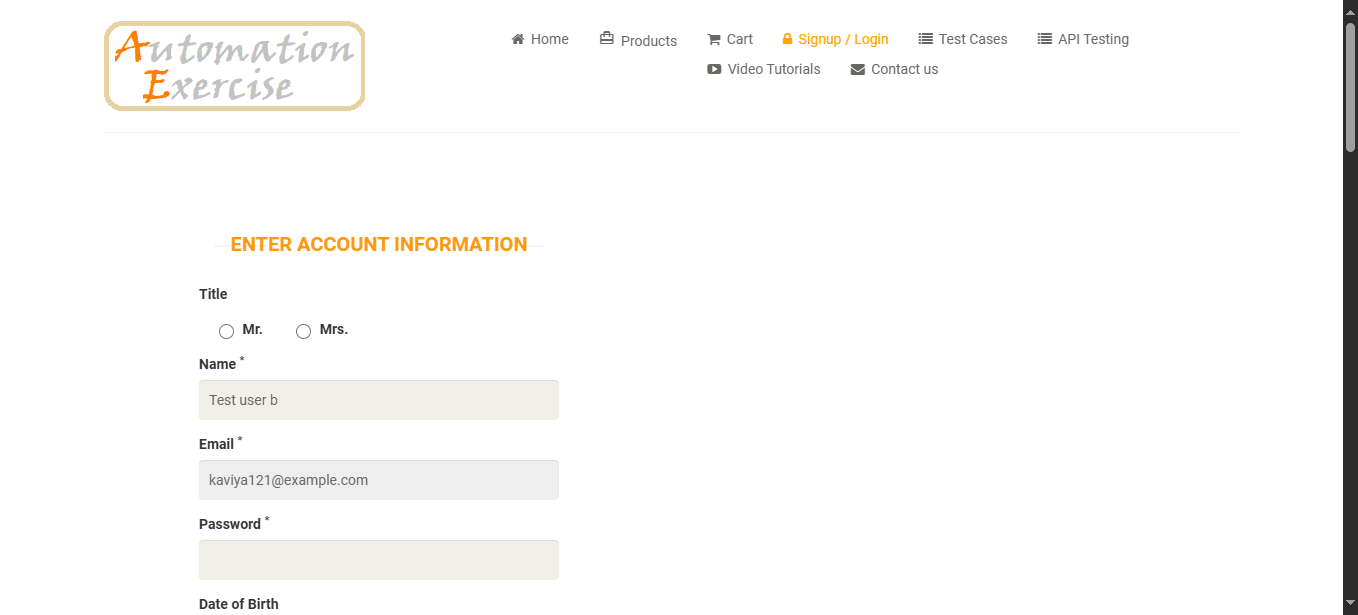 Automation
Exercise
Home Products Cart Signup / Login Test Cases API Testing
Video Tutorials Contact us
ENTER ACCOUNT INFORMATION
Title
Mr. Mrs.
Name *
Test user b
Email *
kaviya121@example.com
Password *
Date of Birth